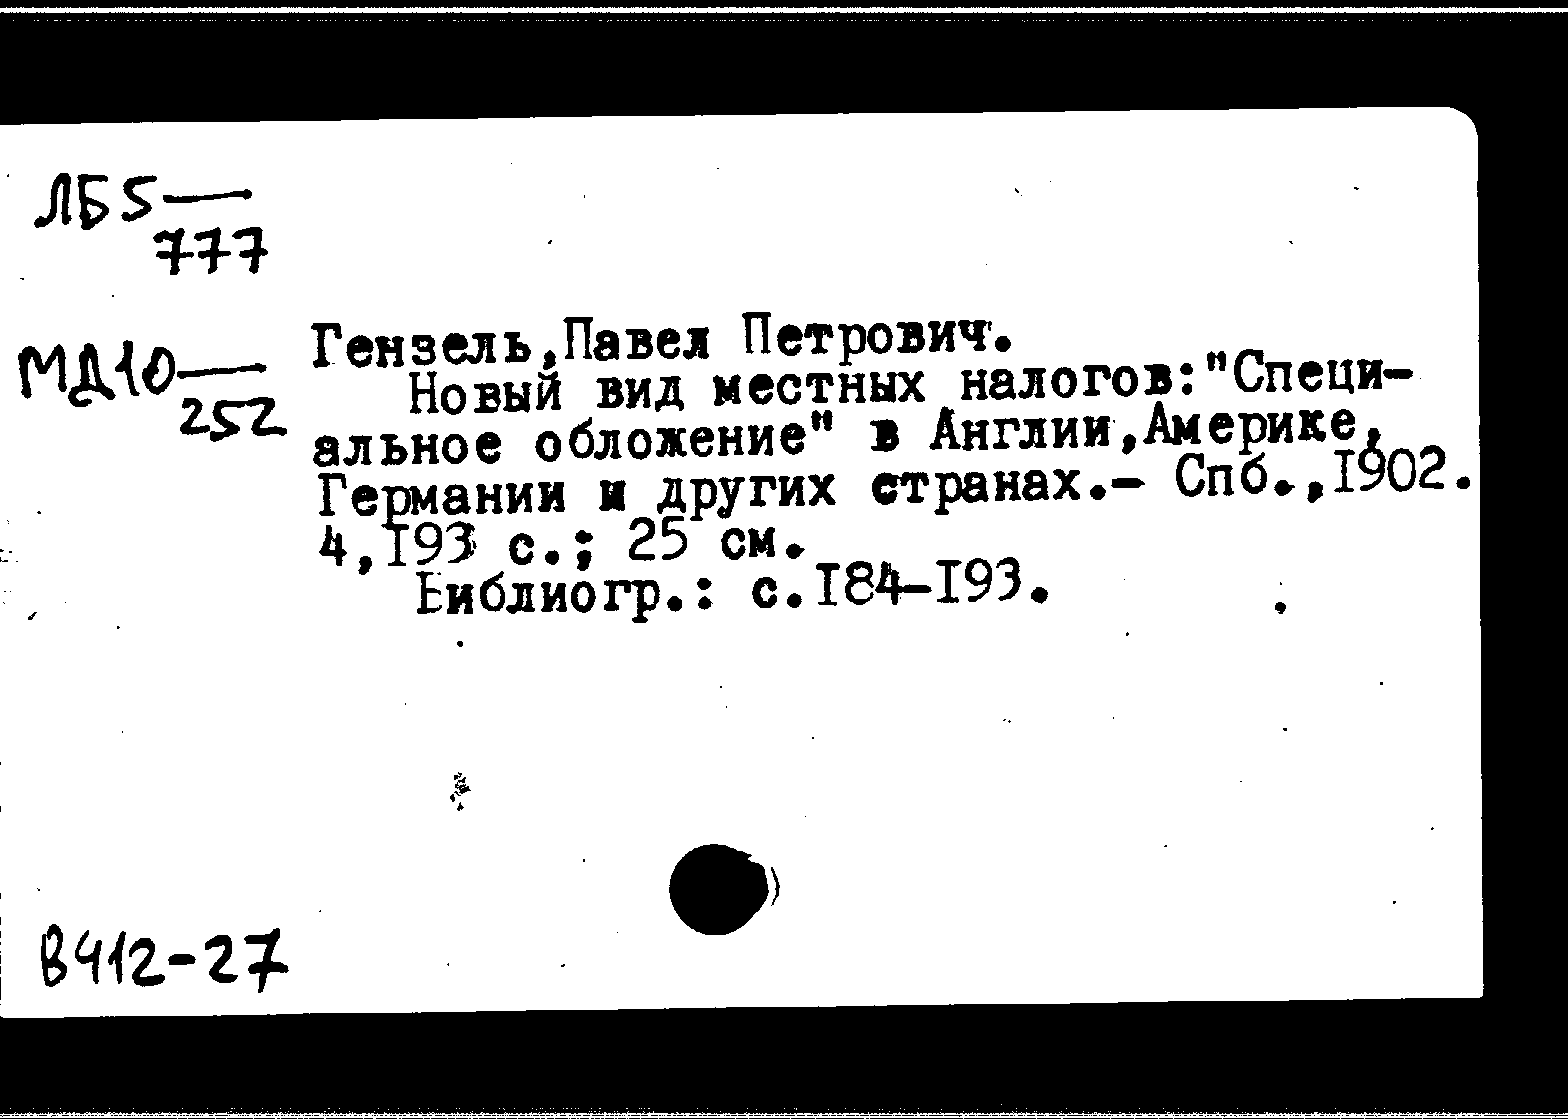 ЛБ5—
777
МД10—
252
Гензель,Павел Петрович.
Новый вид местных налогов:"Специ-
альное обложение" в Англии,Америке,
Германии и других странах.- Спб.,1902.
4,193 с.; 25 см.
Библиогр.: с.184-193.
В412-27